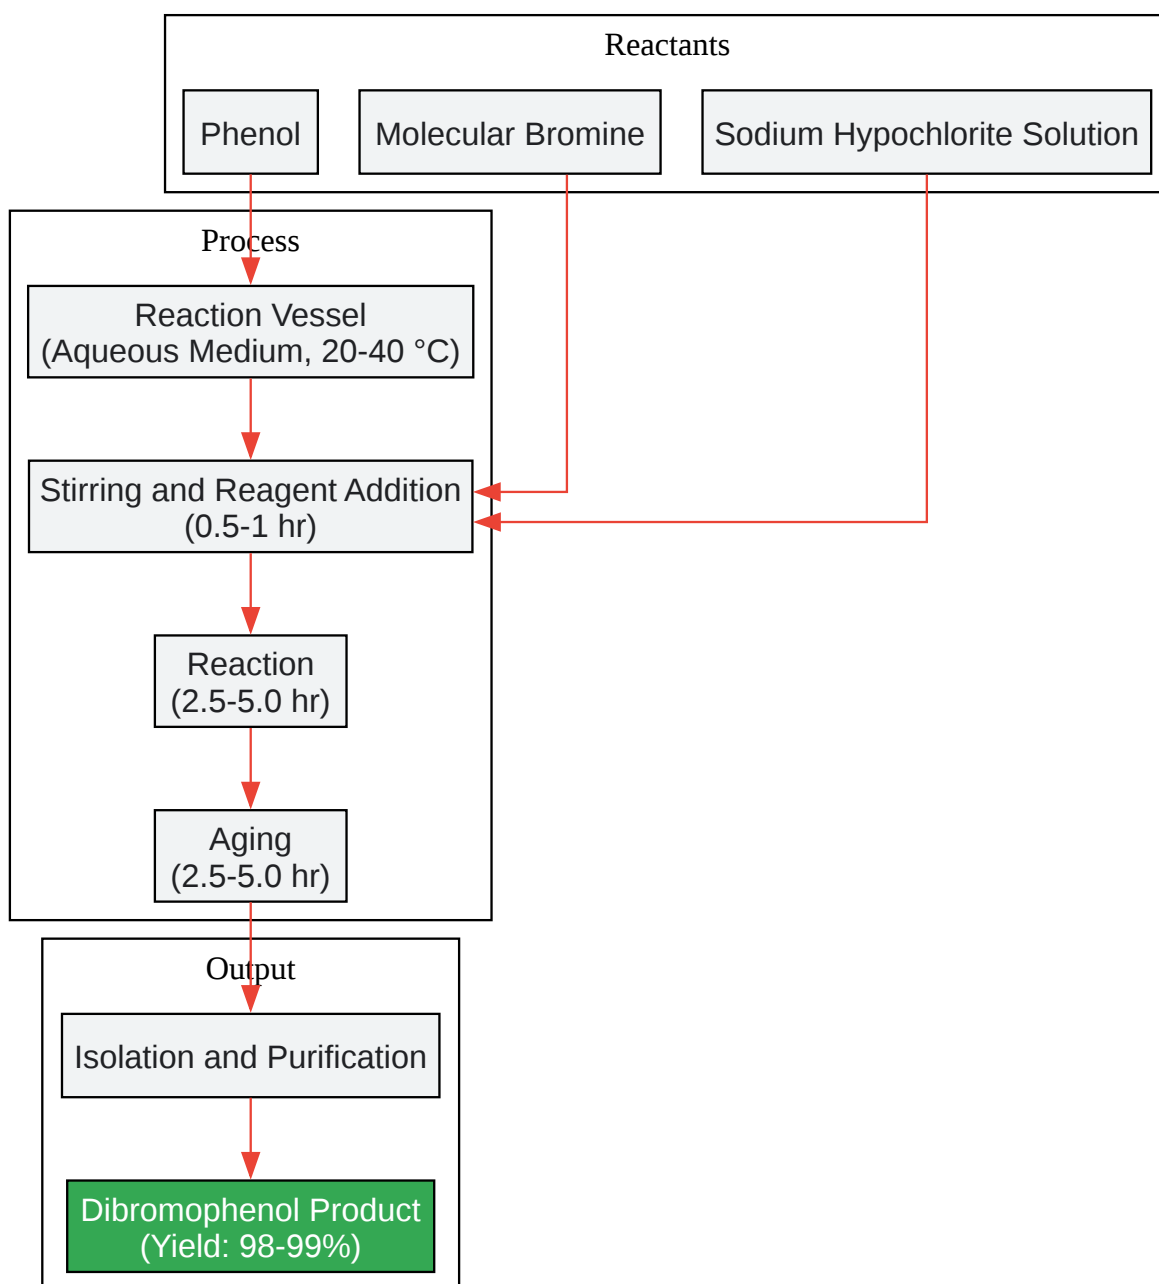 Reactants
Phenol
Molecular Bromine
Sodium Hypochlorite Solution
Process
Reaction Vessel
(Aqueous Medium, 20-40 °C)
Stirring and Reagent Addition
(0.5-1 hr)
Reaction
(2.5-5.0 hr)
Aging
(2.5-5.0 hr)
Output
Isolation and Purification
Dibromophenol Product
(Yield: 98-99%)